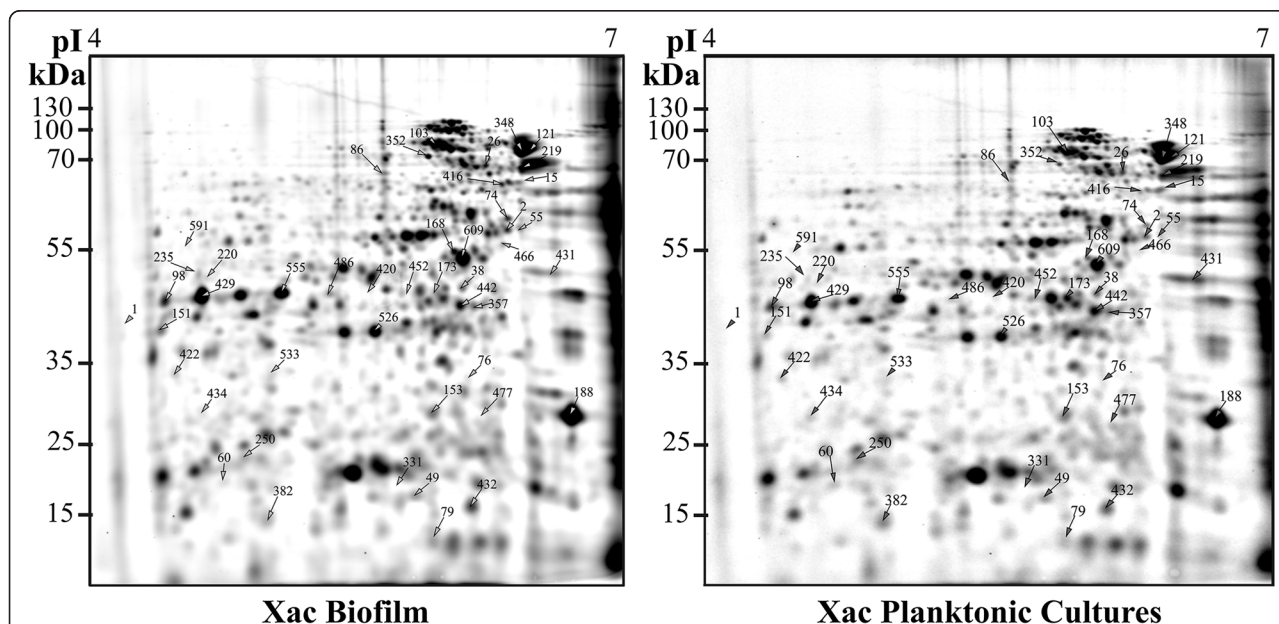 pI 4 7
kDa
130
100
70
55
35
25
15
348
103 121
352 26 219
86
416 15
74 2 55
168 609
591 466
235 220 431
98 429 555 486 420 452 173 38
442
1 151 357
526
422 533 76
434 153 477 188
60 250
331
49 432
382 79
Xac Biofilm
pI 4 7
kDa
130
100
70
55
35
25
15
103 348
121
352 26 219
86
416 15
74 2 55
168
591 609 466
235 220 431
98 429 555 486 420 452 173 38
442
1 151 357
526
422 533 76
434 153 477 188
60 250
331
49 432
382
79
Xac Planktonic Cultures